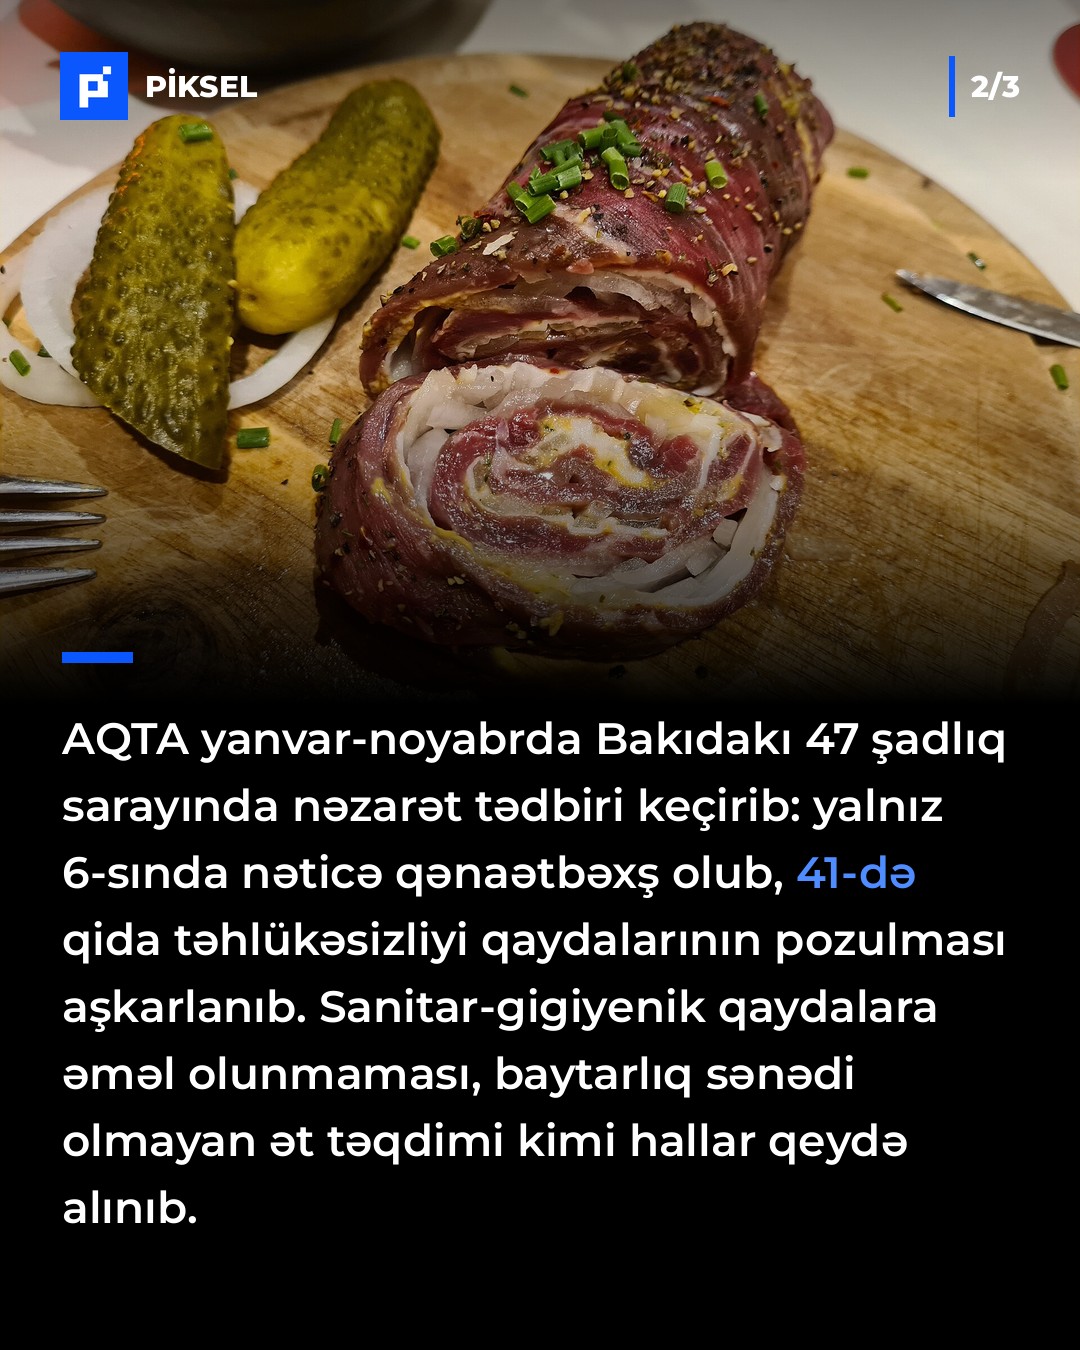 PİKSEL
2/3
AQTA yanvar-noyabrda Bakıdakı 47 şadlıq
sarayında nəzarət tədbiri keçirib: yalnız
6-sında nəticə qənaətbəxş olub, 41-də
qida təhlükəsizliyi qaydalarının pozulması
aşkarlanıb. Sanitar-gigiyenik qaydalara
əməl olunmaması, baytarlıq sənədi
olmayan ət təqdimi kimi hallar qeydə
alınıb.